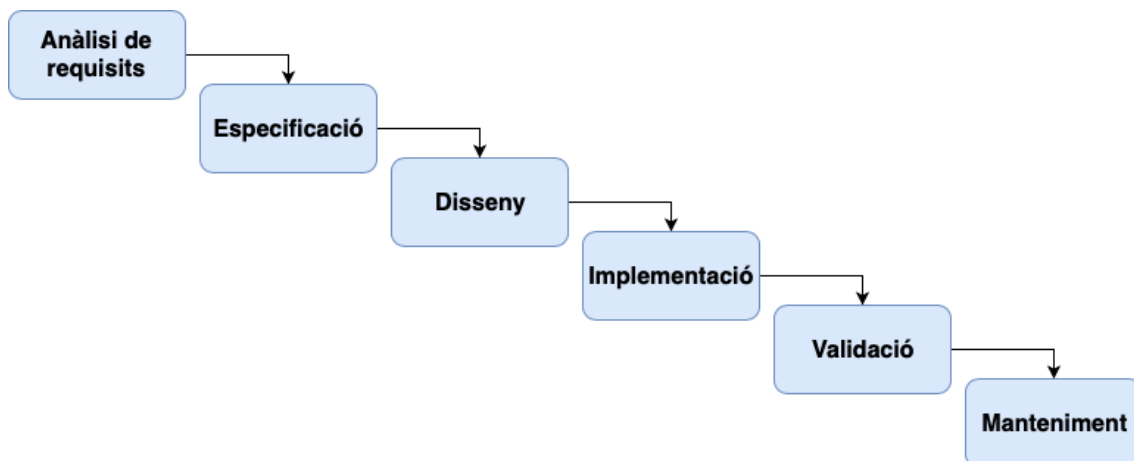 Anàlisi de
requisits
Especificació
Disseny
Implementació
Validació
Manteniment